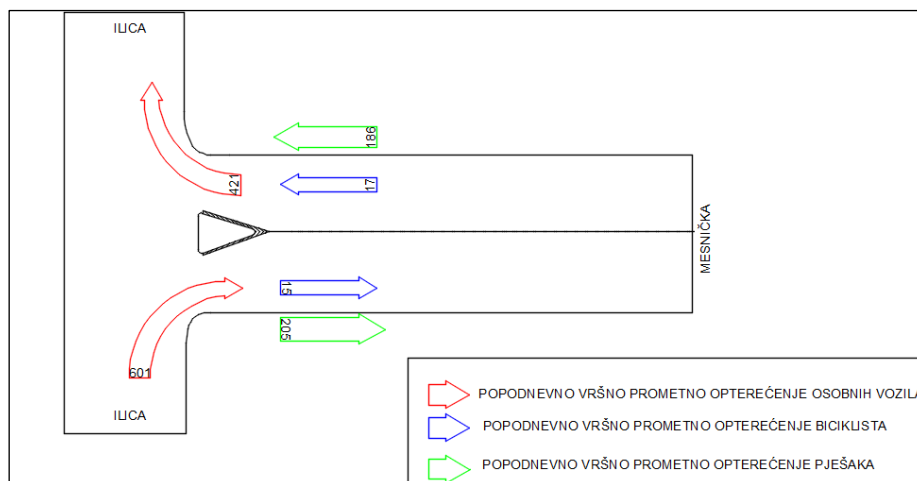 ILICA
186
421
17
MESNIČKA
15
205
601
ILICA
POPODNEVNO VRŠNO PROMETNO OPTEREĆENJE OSOBNIH VOZILA
POPODNEVNO VRŠNO PROMETNO OPTEREĆENJE BICIKLISTA
POPODNEVNO VRŠNO PROMETNO OPTEREĆENJE PJEŠAKA